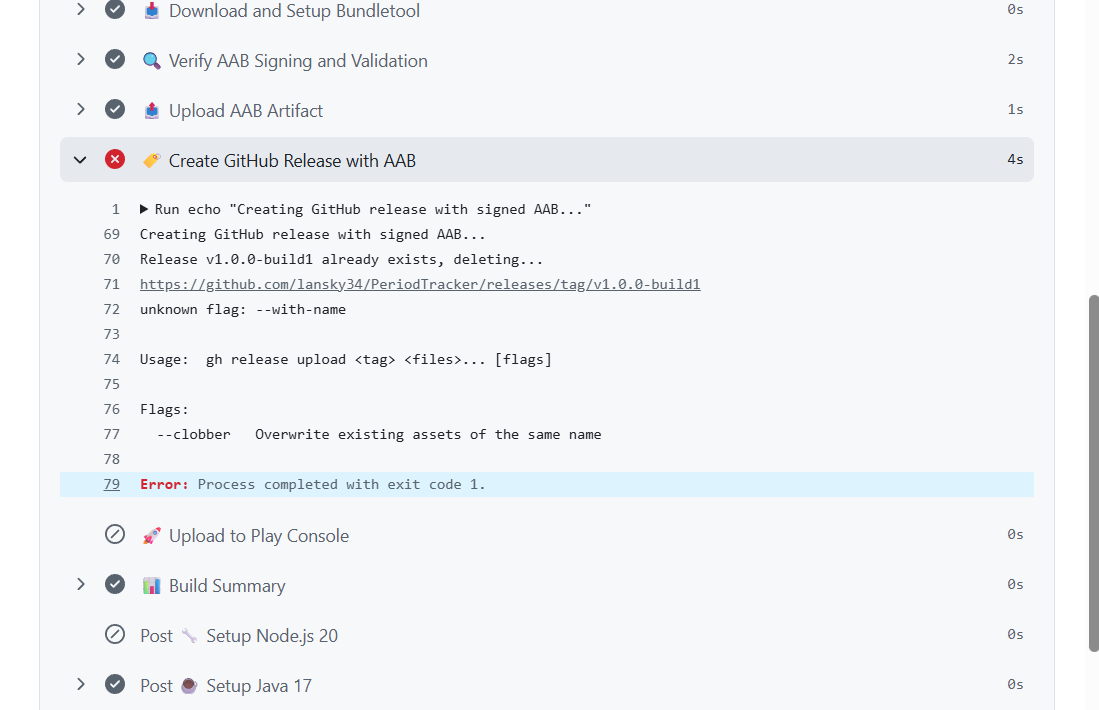 Download and Setup Bundletool 0s
Verify AAB Signing and Validation 2s
Upload AAB Artifact 1s
Create GitHub Release with AAB 4s
1 Run echo "Creating GitHub release with signed AAB..."
69 Creating GitHub release with signed AAB...
70 Release v1.0.0-build1 already exists, deleting...
71 https://github.com/lansky34/PeriodTracker/releases/tag/v1.0.0-build1
72 unknown flag: --with-name
73
74 Usage:  gh release upload <tag> <files>... [flags]
75
76 Flags:
77   --clobber   Overwrite existing assets of the same name
78
79 Error: Process completed with exit code 1.
Upload to Play Console 0s
Build Summary 0s
Post Setup Node.js 20 0s
Post Setup Java 17 0s